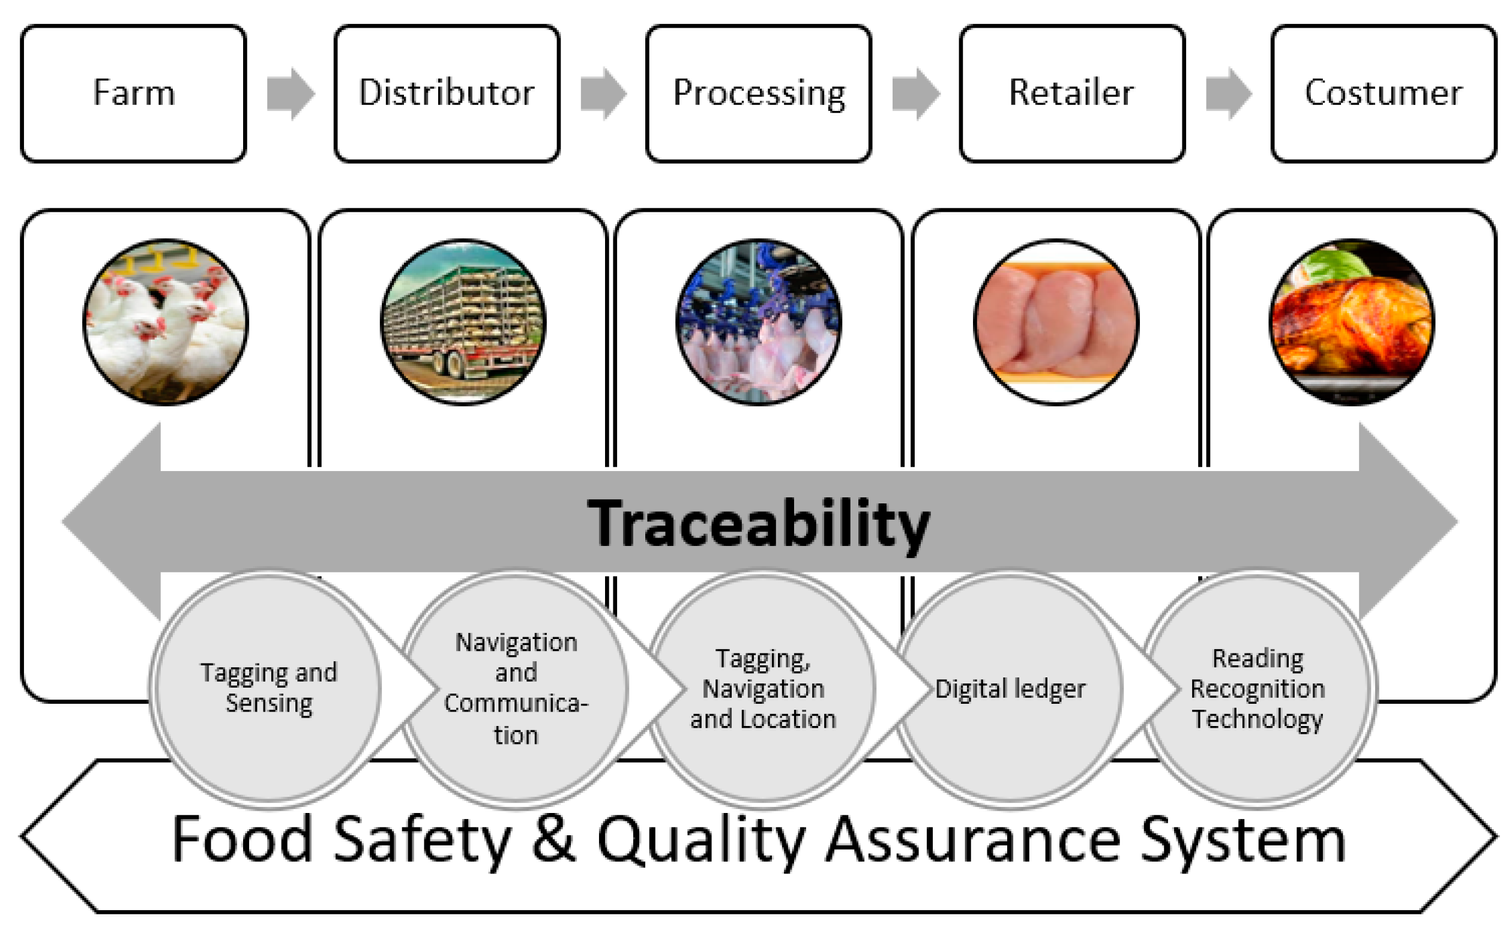 Farm
Distributor
Processing
Retailer
Costumer
Traceability
Tagging and
Sensing
Navigation
and
Communica-
tion
Tagging,
Navigation
and Location
Digital ledger
Reading
Recognition
Technology
Food Safety & Quality Assurance System